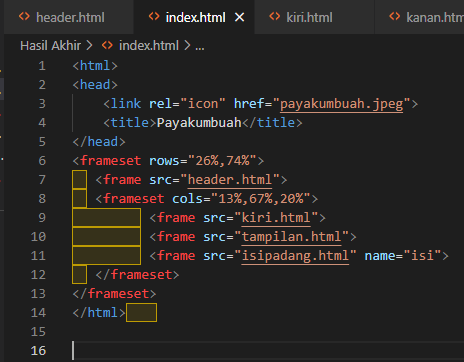 header.html index.html kiri.html kanan.htm
Hasil Akhir > index.html > ...
1 <html>
2 <head>
3 <link rel="icon" href="payakumbuah.jpeg">
4 <title>Payakumbuah</title>
5 </head>
6 <frameset rows="26%,74%">
7 <frame src="header.html">
8 <frameset cols="13%,67%,20%">
9 <frame src="kiri.html">
10 <frame src="tampilan.html">
11 <frame src="isipadang.html" name="isi">
12 </frameset>
13 </frameset>
14 </html>
15
16